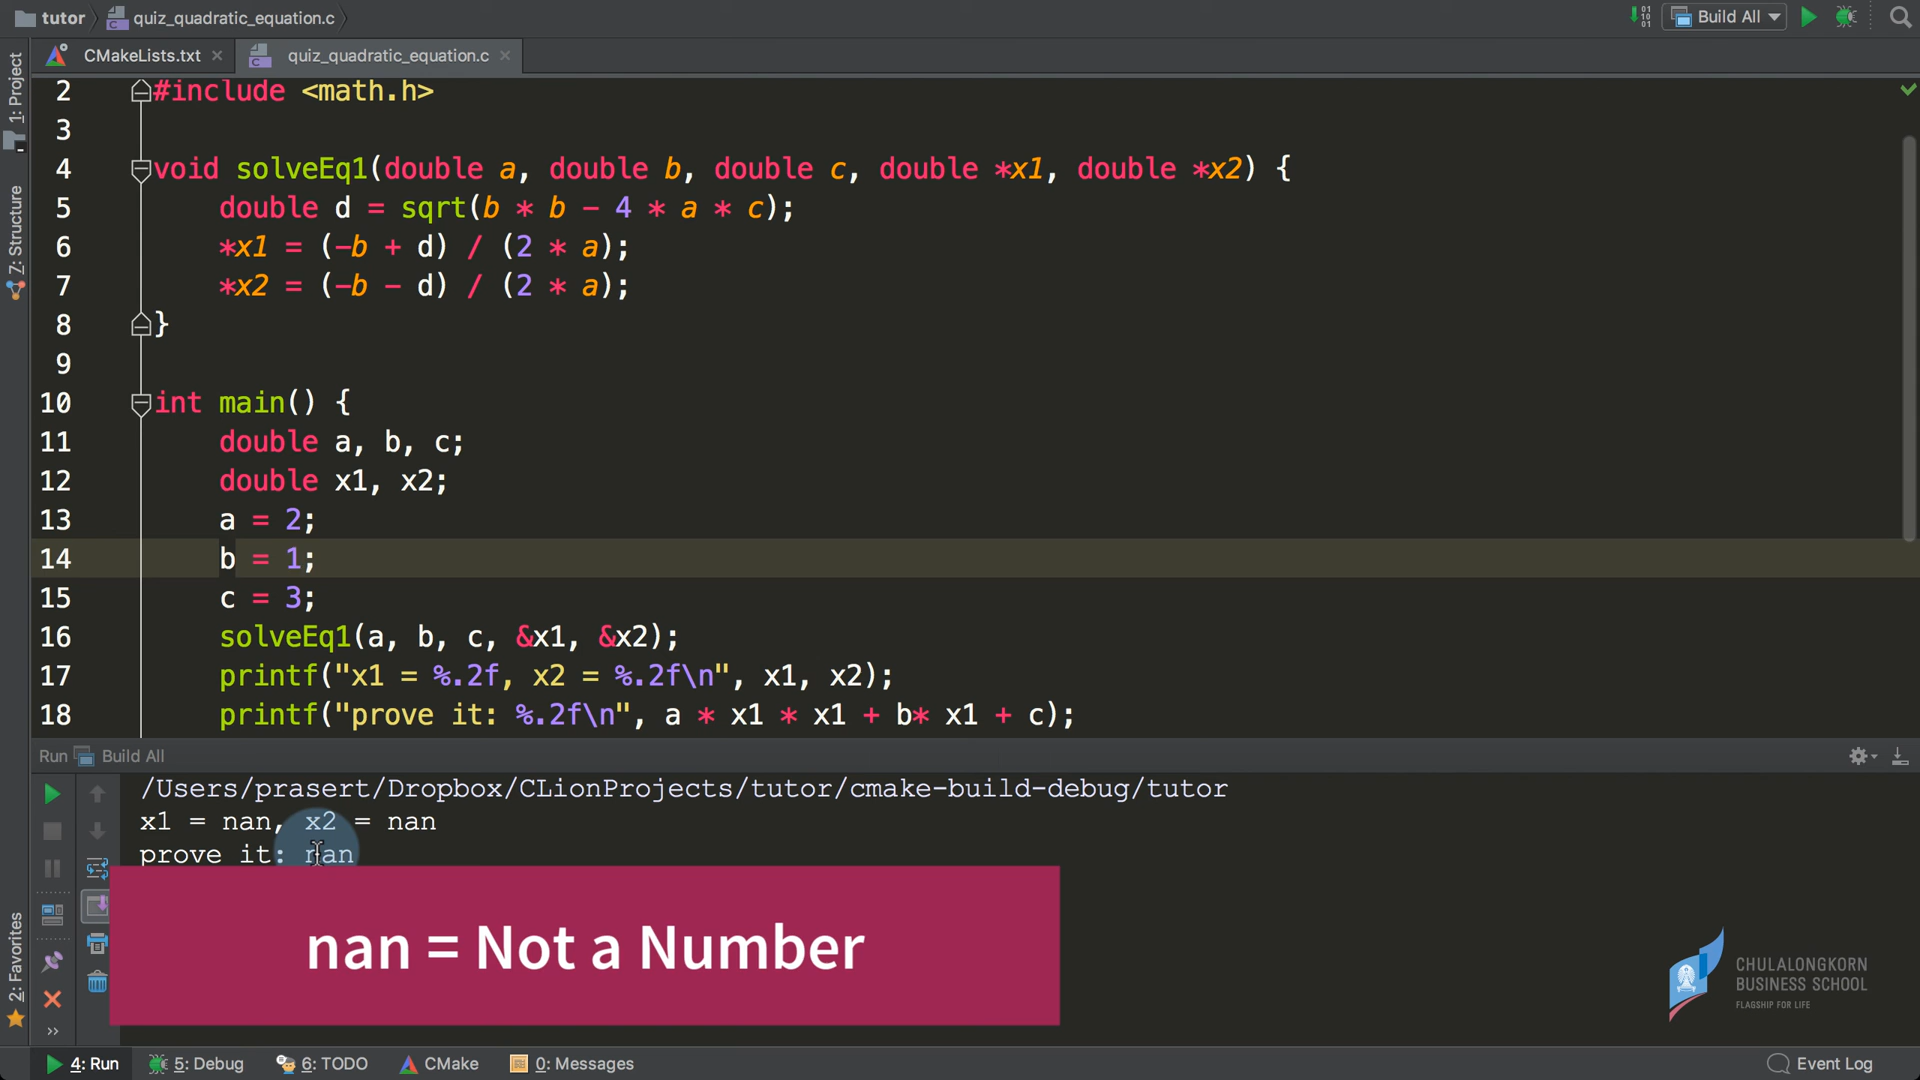 tutor quiz_quadratic_equation.c Build All
CMakeLists.txt quiz_quadratic_equation.c
1: Project
7: Structure
2: Favorites
2 #include <math.h>
3
4 void solveEq1(double a, double b, double c, double *x1, double *x2) {
5 double d = sqrt(b * b - 4 * a * c);
6 *x1 = (-b + d) / (2 * a);
7 *x2 = (-b - d) / (2 * a);
8 }
9
10 int main() {
11 double a, b, c;
12 double x1, x2;
13 a = 2;
14 b = 1;
15 c = 3;
16 solveEq1(a, b, c, &x1, &x2);
17 printf("x1 = %.2f, x2 = %.2f\n", x1, x2);
18 printf("prove it: %.2f\n", a * x1 * x1 + b* x1 + c);
Run Build All
/Users/prasert/Dropbox/CLionProjects/tutor/cmake-build-debug/tutor
x1 = nan, x2 = nan
prove it: nan
nan = Not a Number
CHULALONGKORN
BUSINESS SCHOOL
FLAGSHIP FOR LIFE
4: Run 5: Debug 6: TODO CMake 0: Messages Event Log